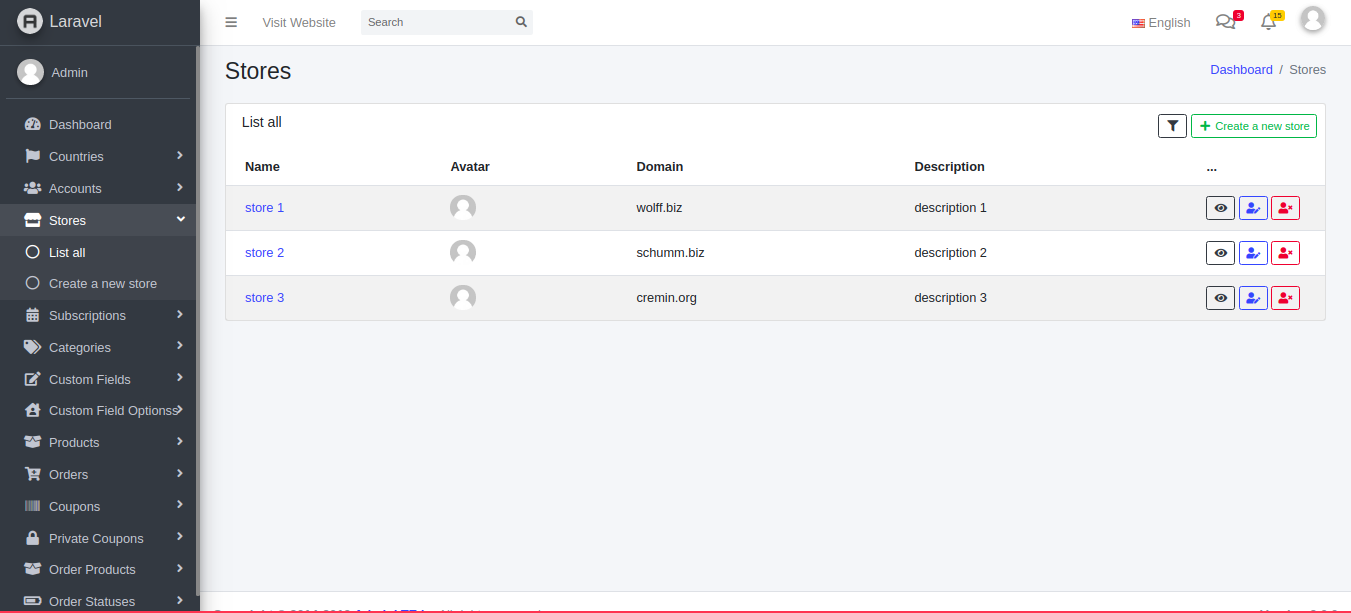 Laravel
Visit Website
Search
English
3
15
Admin
Stores
Dashboard / Stores
Dashboard
Countries
Accounts
Stores
List all
Create a new store
Subscriptions
Categories
Custom Fields
Custom Field Optionss
Products
Orders
Coupons
Private Coupons
Order Products
Order Statuses
List all
Create a new store
Name Avatar Domain Description ...
store 1 wolff.biz description 1
store 2 schumm.biz description 2
store 3 cremin.org description 3